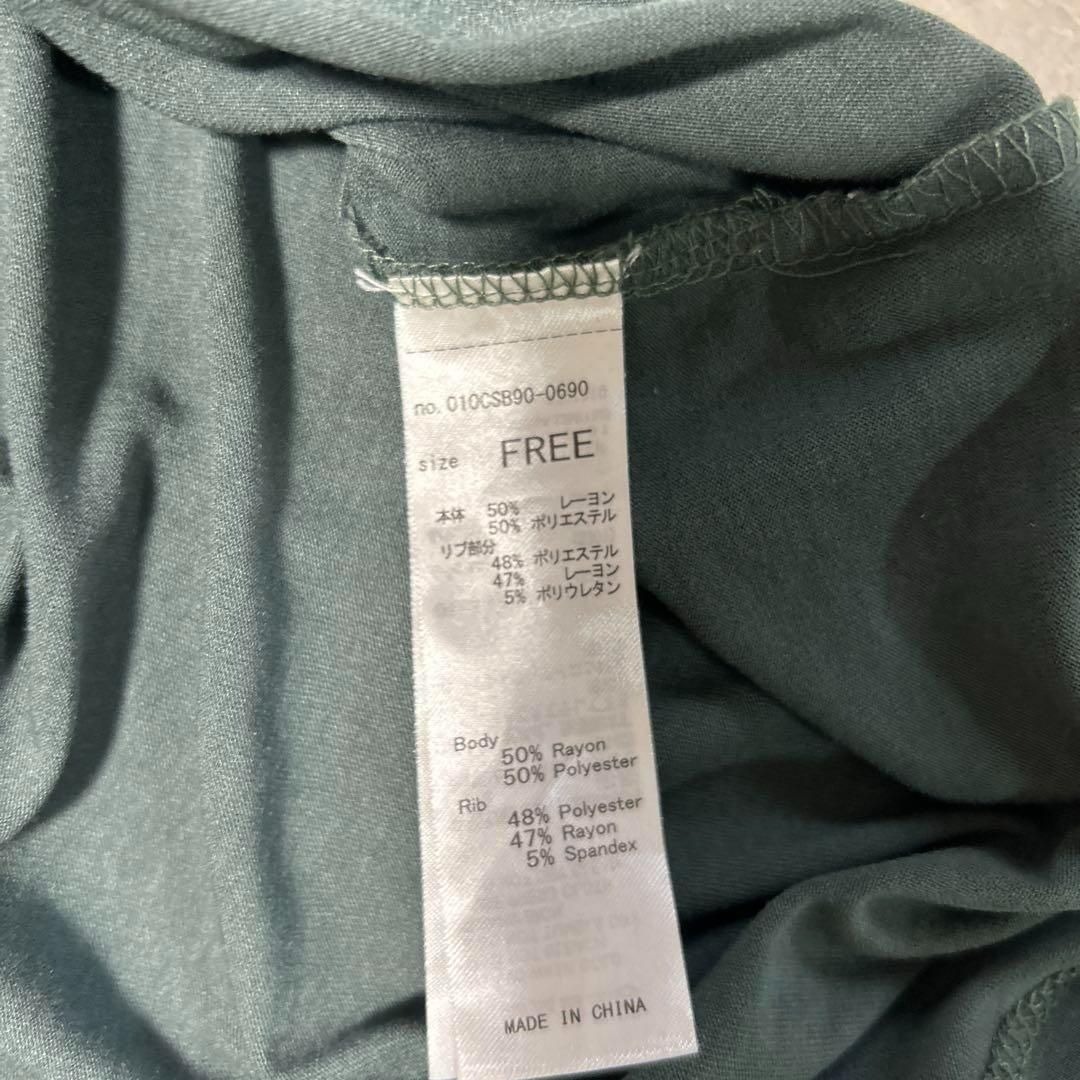 no. 010CSB90-0690
size FREE
本体 50% レーヨン
50% ポリエステル
リブ部分
48% ポリエステル
47% レーヨン
5% ポリウレタン
Body
50% Rayon
50% Polyester
Rib
48% Polyester
47% Rayon
5% Spandex
MADE IN CHINA